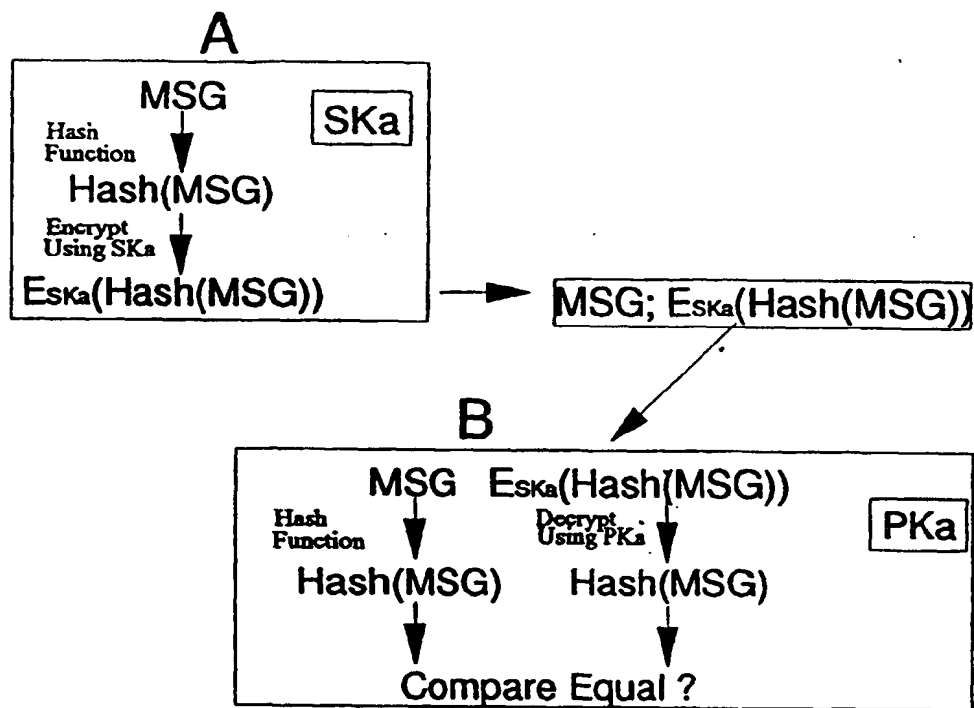 A
MSG
SKa
Hash
Function
Hash(MSG)
Encrypt
Using SKa
ESKa(Hash(MSG))
MSG; ESKa(Hash(MSG))
B
MSG ESKa(Hash(MSG))
PKa
Hash
Function
Decrypt
Using PKa
Hash(MSG) Hash(MSG)
Compare Equal ?